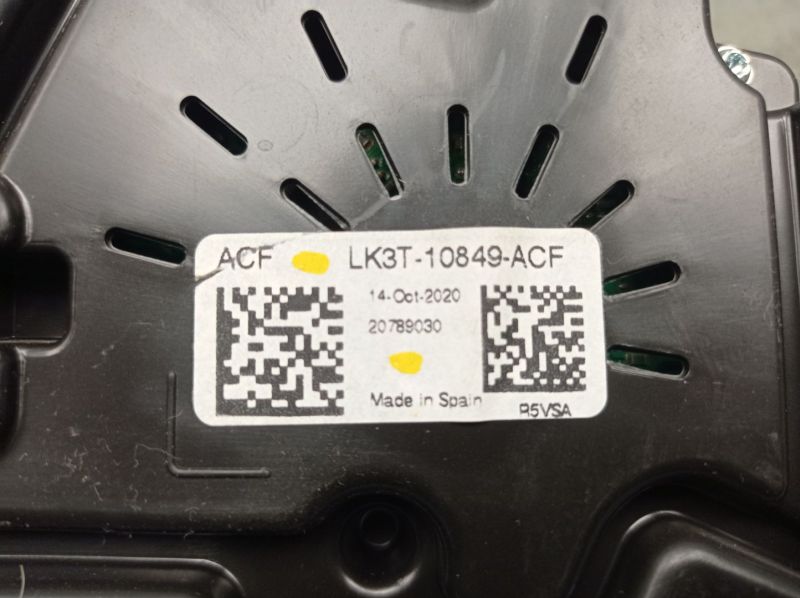 ACF LK3T-10849-ACF
14-Oct-2020
20789030
Made in Spain
R5VSA